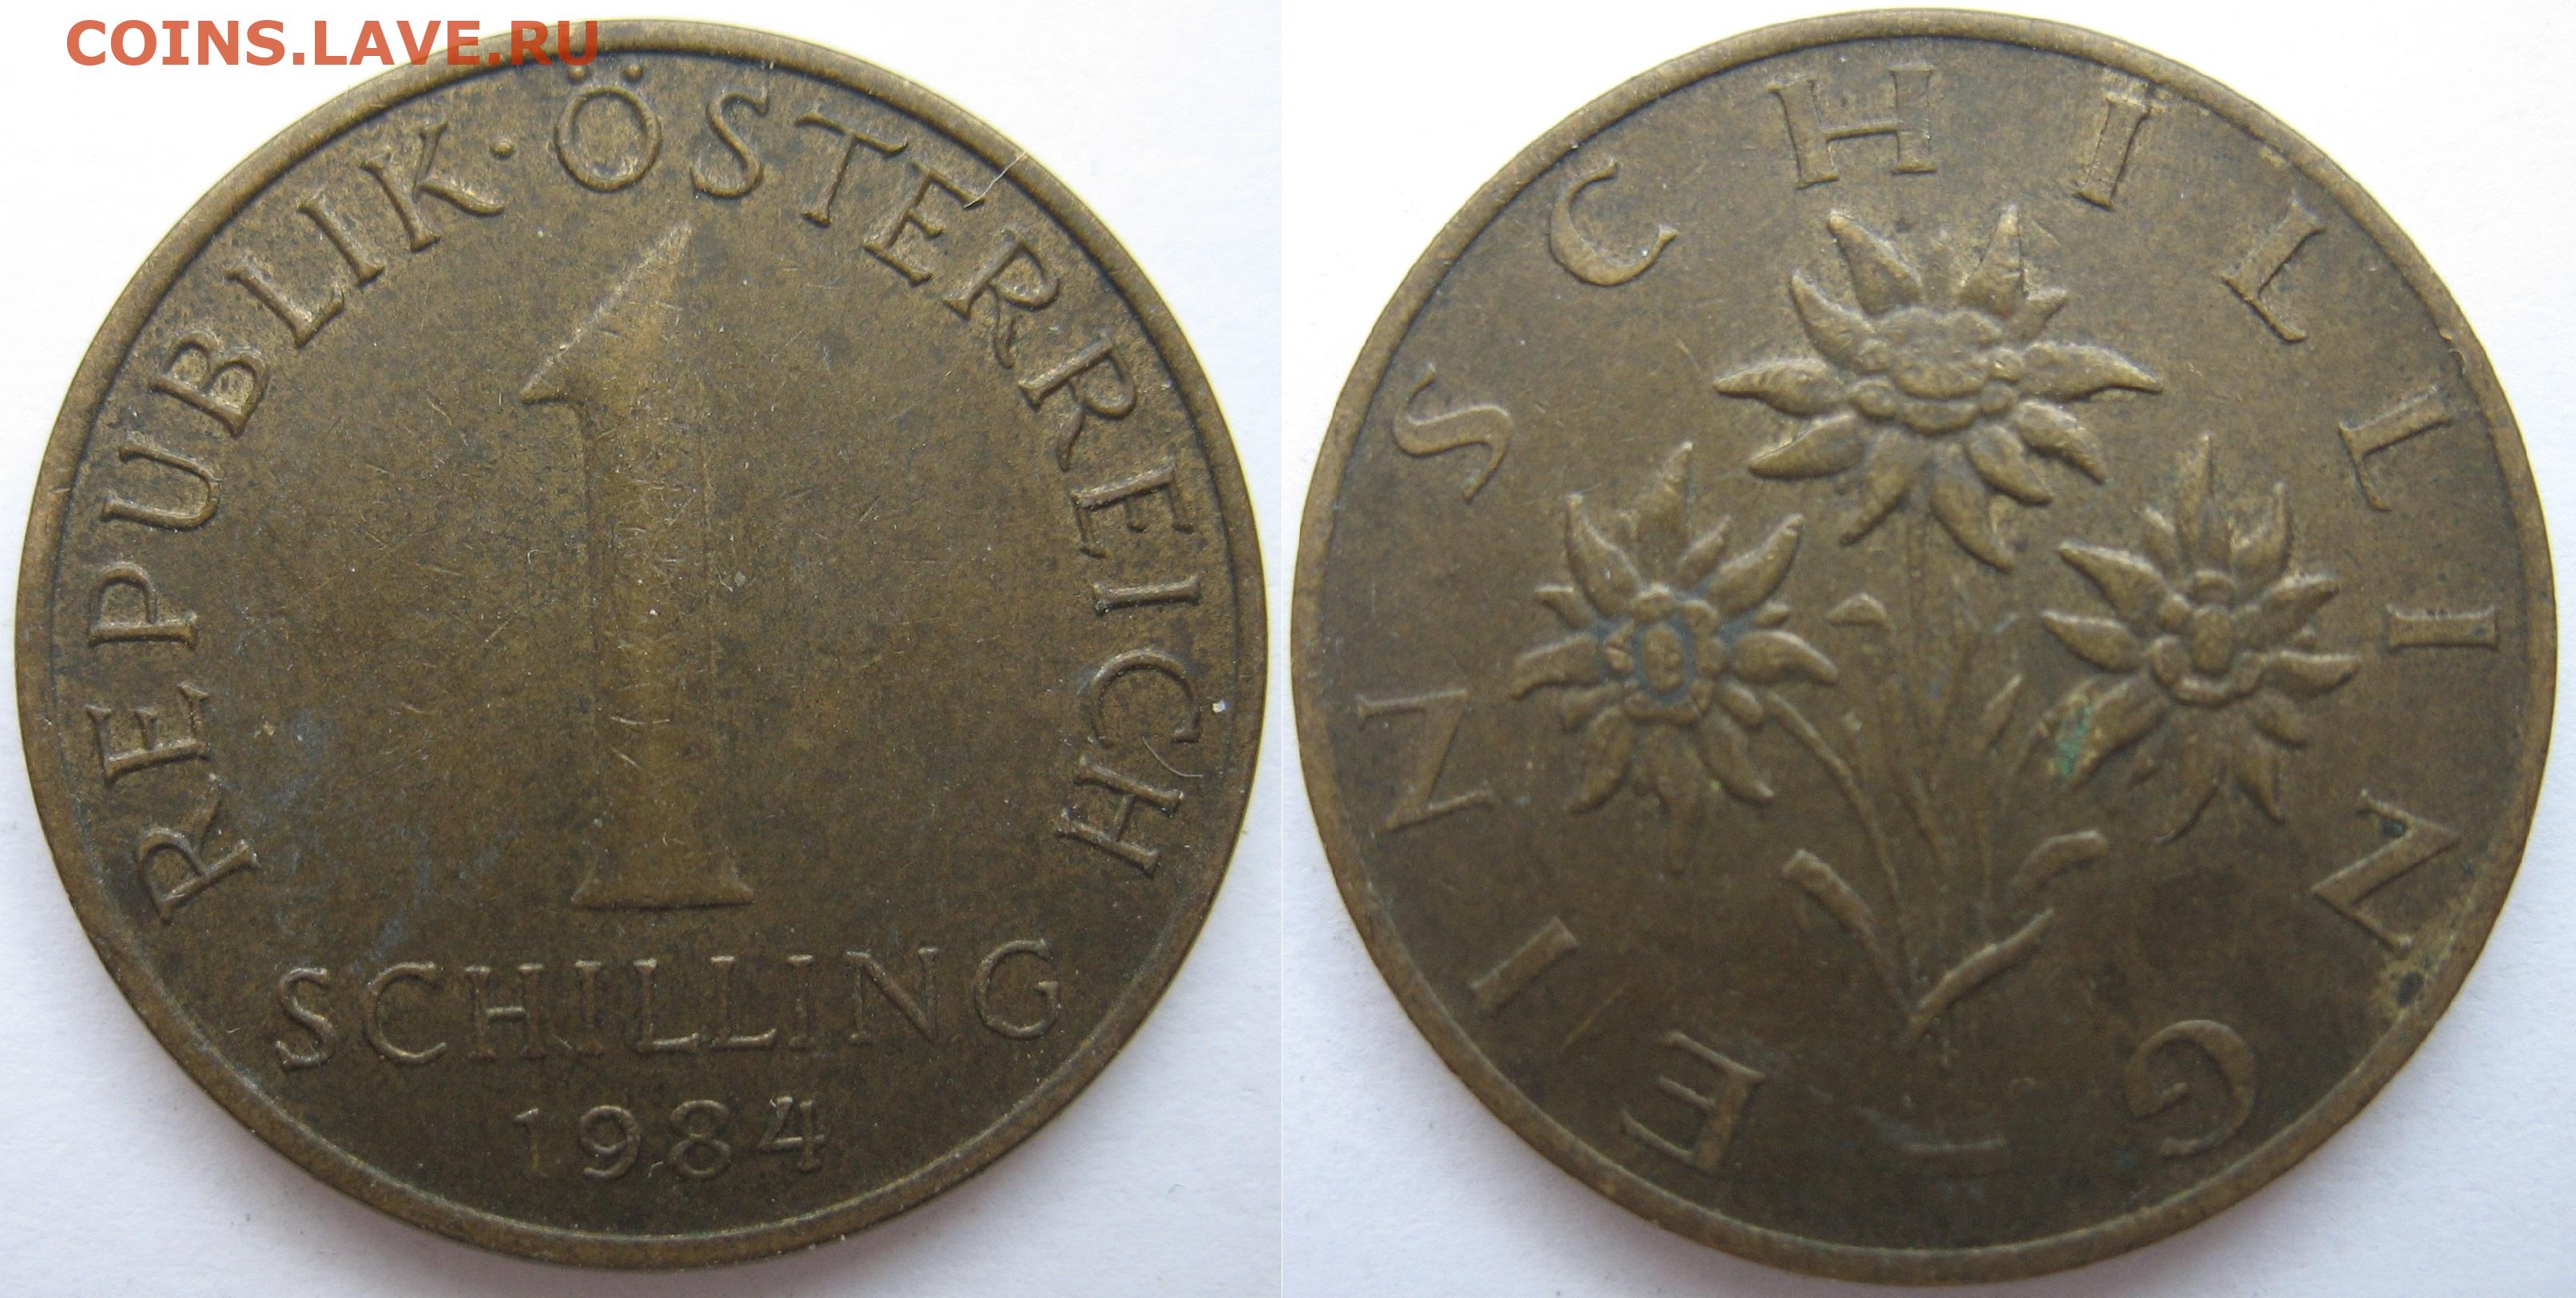 COINS.LAVE.RU
REPUBLIK · ÖSTERREICH
1
SCHILLING
1984
EIN SCHILLING